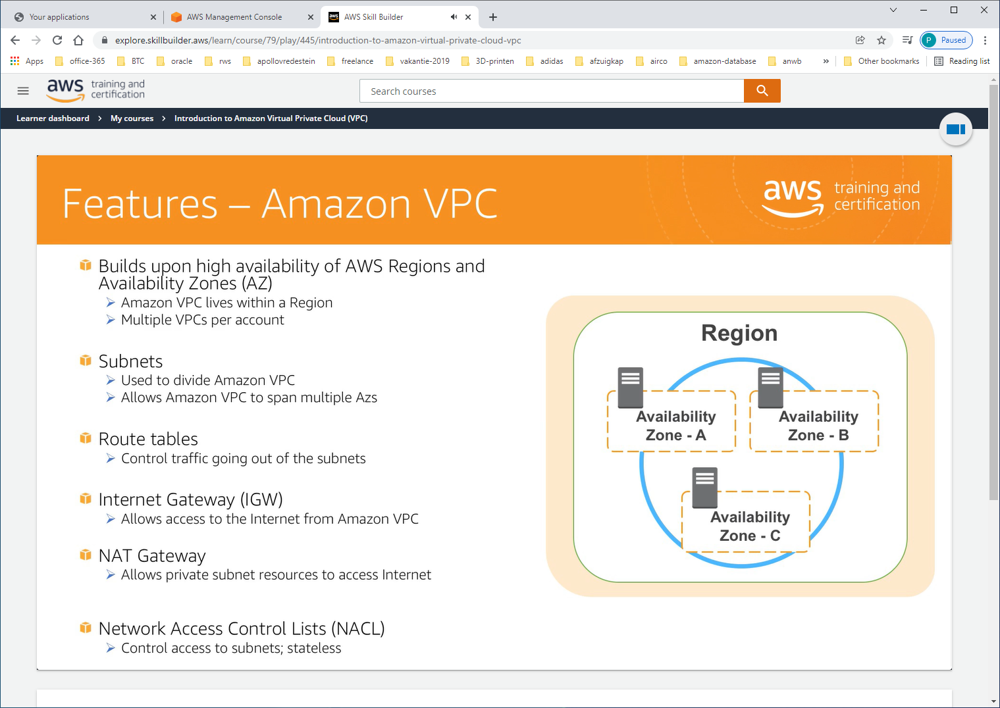 Your applications
AWS Management Console
AWS Skill Builder
explore.skillbuilder.aws/learn/course/79/play/445/introduction-to-amazon-virtual-private-cloud-vpc
P Paused
Apps office-365 BTC oracle rws apollovredestein freelance vakantie-2019 3D-printen adidas afzuigkap airco amazon-database anwb » Other bookmarks Reading list
aws training and
certification
Search courses
Learner dashboard > My courses > Introduction to Amazon Virtual Private Cloud (VPC)
Features – Amazon VPC
aws training and
certification
Builds upon high availability of AWS Regions and
Availability Zones (AZ)
Amazon VPC lives within a Region
Multiple VPCs per account
Subnets
Used to divide Amazon VPC
Allows Amazon VPC to span multiple Azs
Route tables
Control traffic going out of the subnets
Internet Gateway (IGW)
Allows access to the Internet from Amazon VPC
NAT Gateway
Allows private subnet resources to access Internet
Network Access Control Lists (NACL)
Control access to subnets; stateless
Region
Availability
Zone - A
Availability
Zone - B
Availability
Zone - C